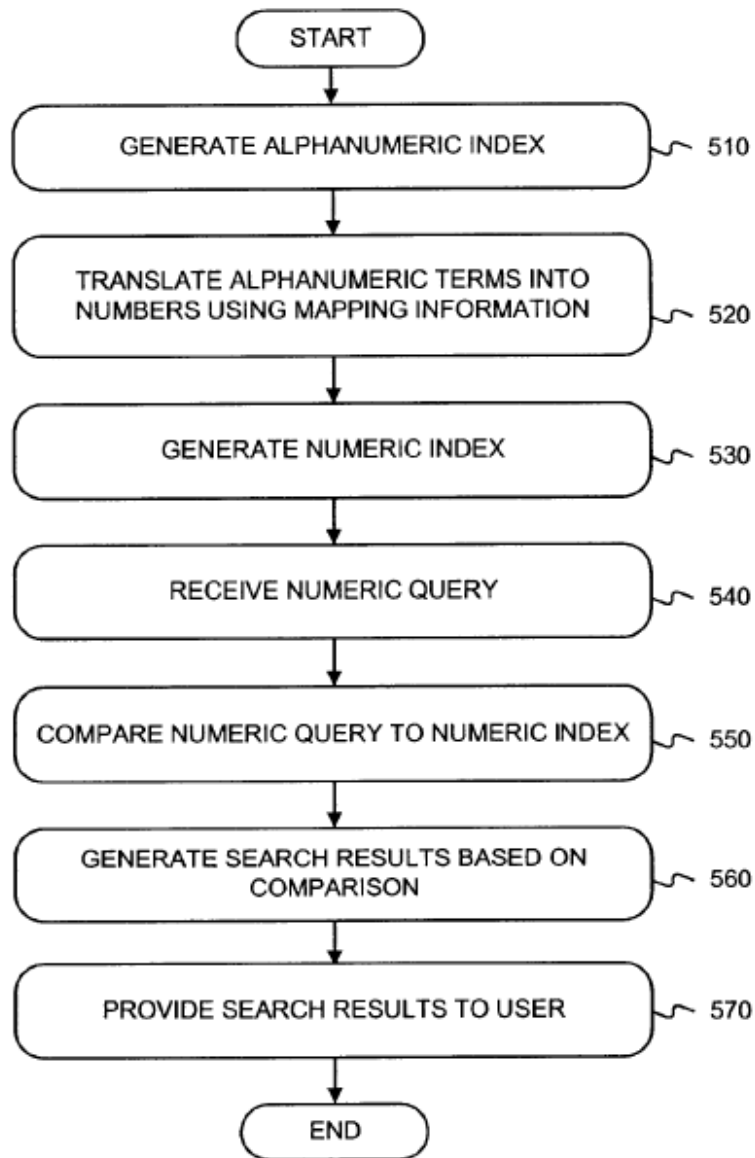 START
GENERATE ALPHANUMERIC INDEX
510
TRANSLATE ALPHANUMERIC TERMS INTO
NUMBERS USING MAPPING INFORMATION
520
GENERATE NUMERIC INDEX
530
RECEIVE NUMERIC QUERY
540
COMPARE NUMERIC QUERY TO NUMERIC INDEX
550
GENERATE SEARCH RESULTS BASED ON
COMPARISON
560
PROVIDE SEARCH RESULTS TO USER
570
END